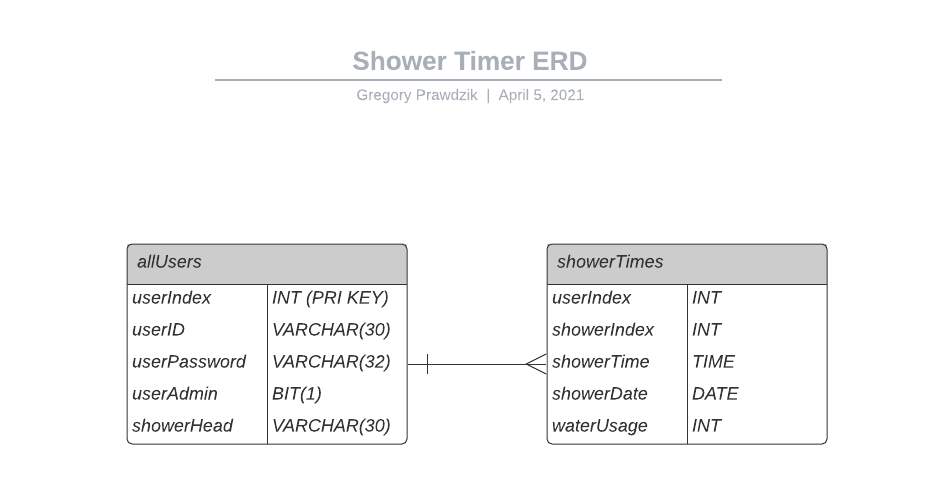 Shower Timer ERD
Gregory Prawdzik | April 5, 2021
allUsers
userIndex INT (PRI KEY)
userID VARCHAR(30)
userPassword VARCHAR(32)
userAdmin BIT(1)
showerHead VARCHAR(30)
showerTimes
userIndex INT
showerIndex INT
showerTime TIME
showerDate DATE
waterUsage INT